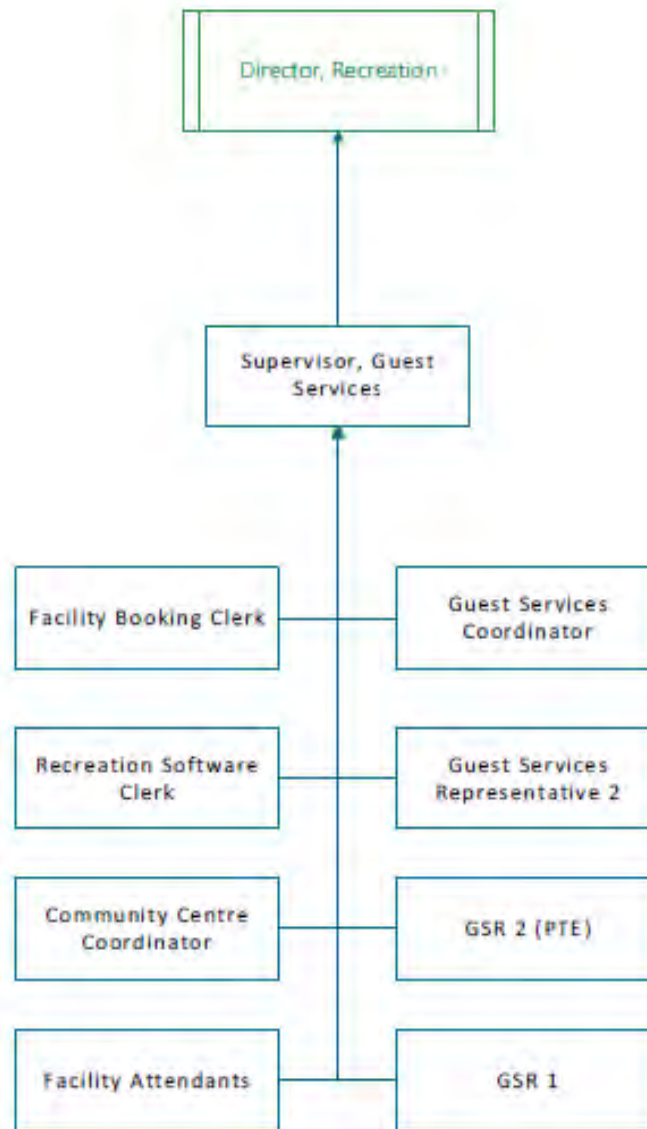 Director, Recreation
Supervisor, Guest
Services
Facility Booking Clerk
Guest Services
Coordinator
Recreation Software
Clerk
Guest Services
Representative 2
Community Centre
Coordinator
GSR 2 (PTE)
Facility Attendants
GSR 1